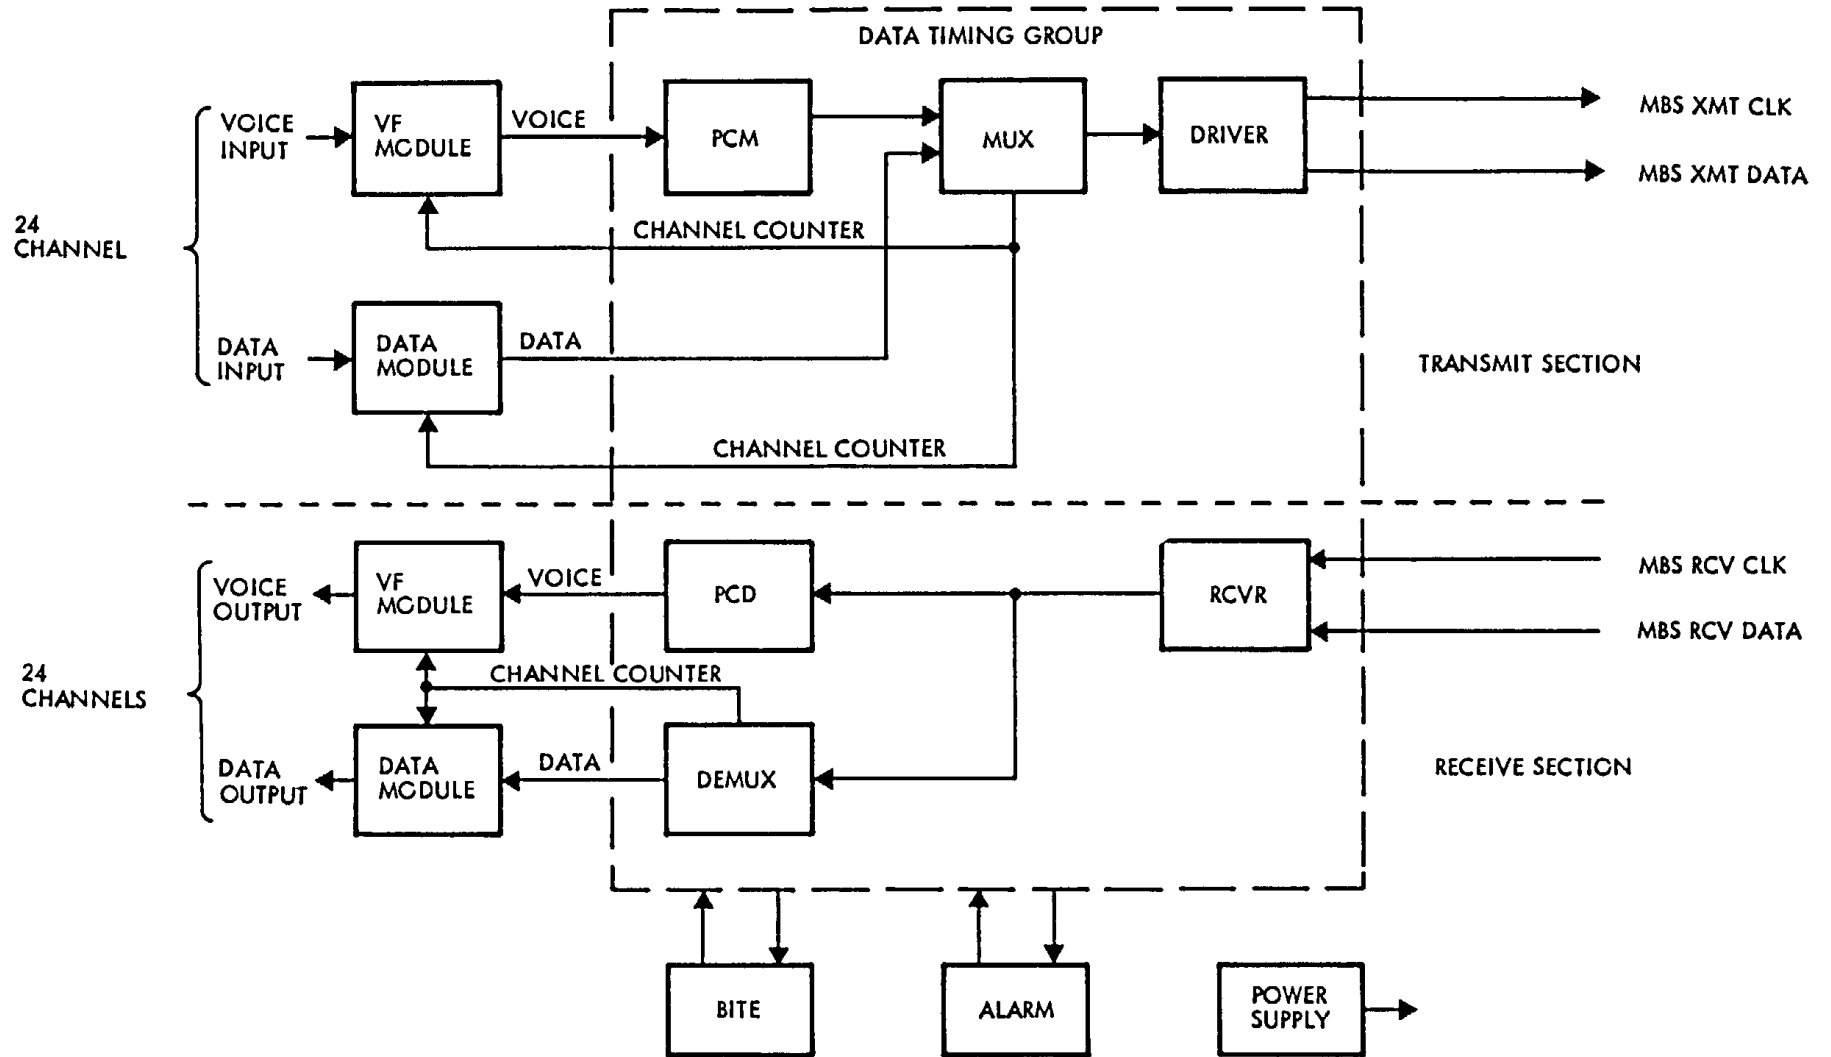 DATA TIMING GROUP
24
CHANNEL
VOICE
INPUT
VF
MODULE
VOICE
PCM
MUX
DRIVER
MBS XMT CLK
MBS XMT DATA
CHANNEL COUNTER
DATA
INPUT
DATA
MODULE
DATA
CHANNEL COUNTER
TRANSMIT SECTION
24
CHANNELS
VOICE
OUTPUT
VF
MODULE
VOICE
PCD
RCVR
MBS RCV CLK
MBS RCV DATA
CHANNEL COUNTER
DATA
OUTPUT
DATA
MODULE
DATA
DEMUX
RECEIVE SECTION
BITE
ALARM
POWER
SUPPLY